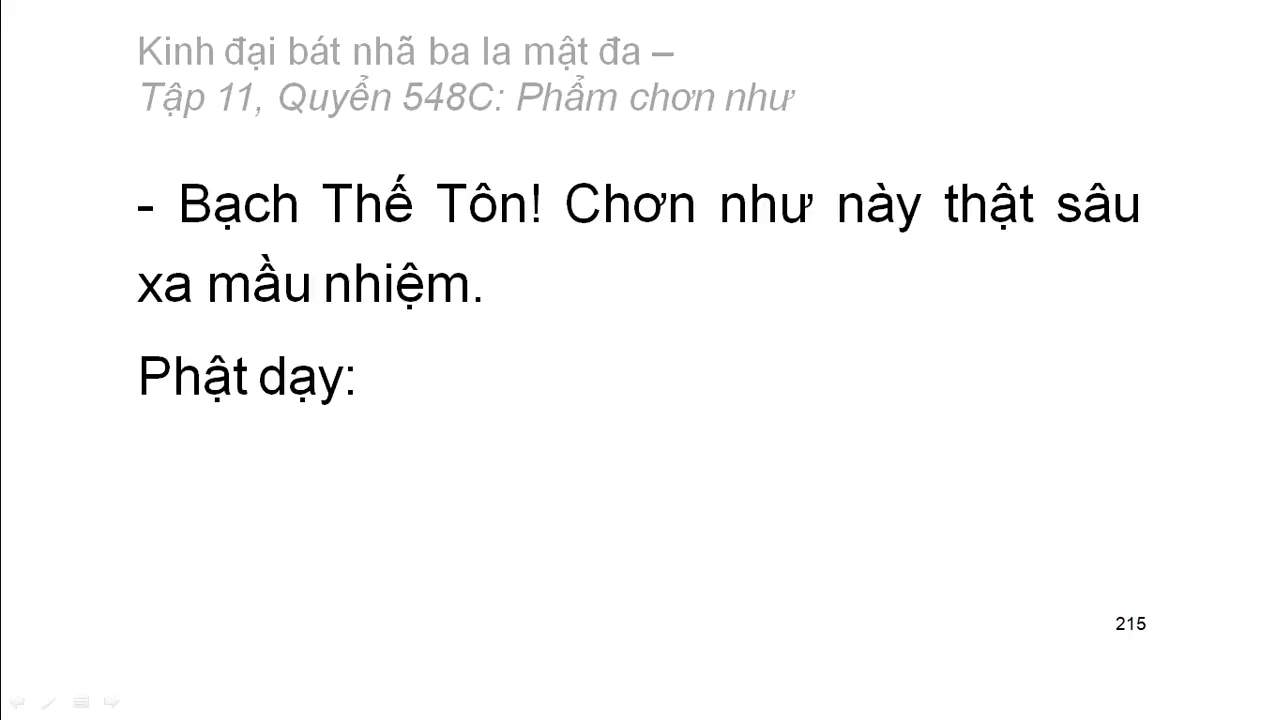 Kinh đại bát nhã ba la mật đa –
Tập 11, Quyển 548C: Phẩm chơn như
- Bạch Thế Tôn! Chơn như này thật sâu
xa mầu nhiệm.
Phật dạy:
215